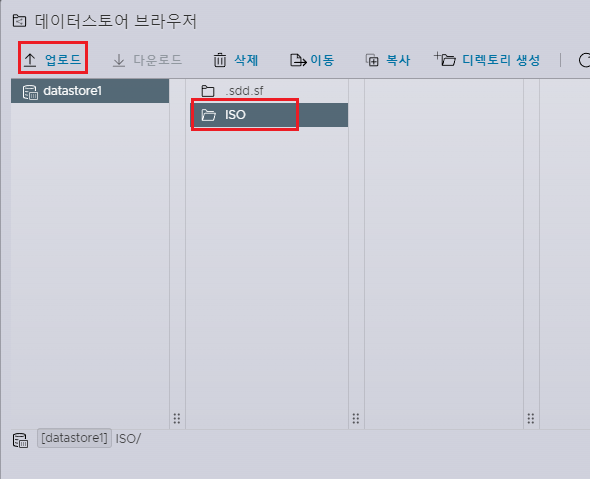 데이터스토어 브라우저
업로드 다운로드 삭제 이동 복사 디렉토리 생성
datastore1 .sdd.sf
ISO
[datastore1] ISO/